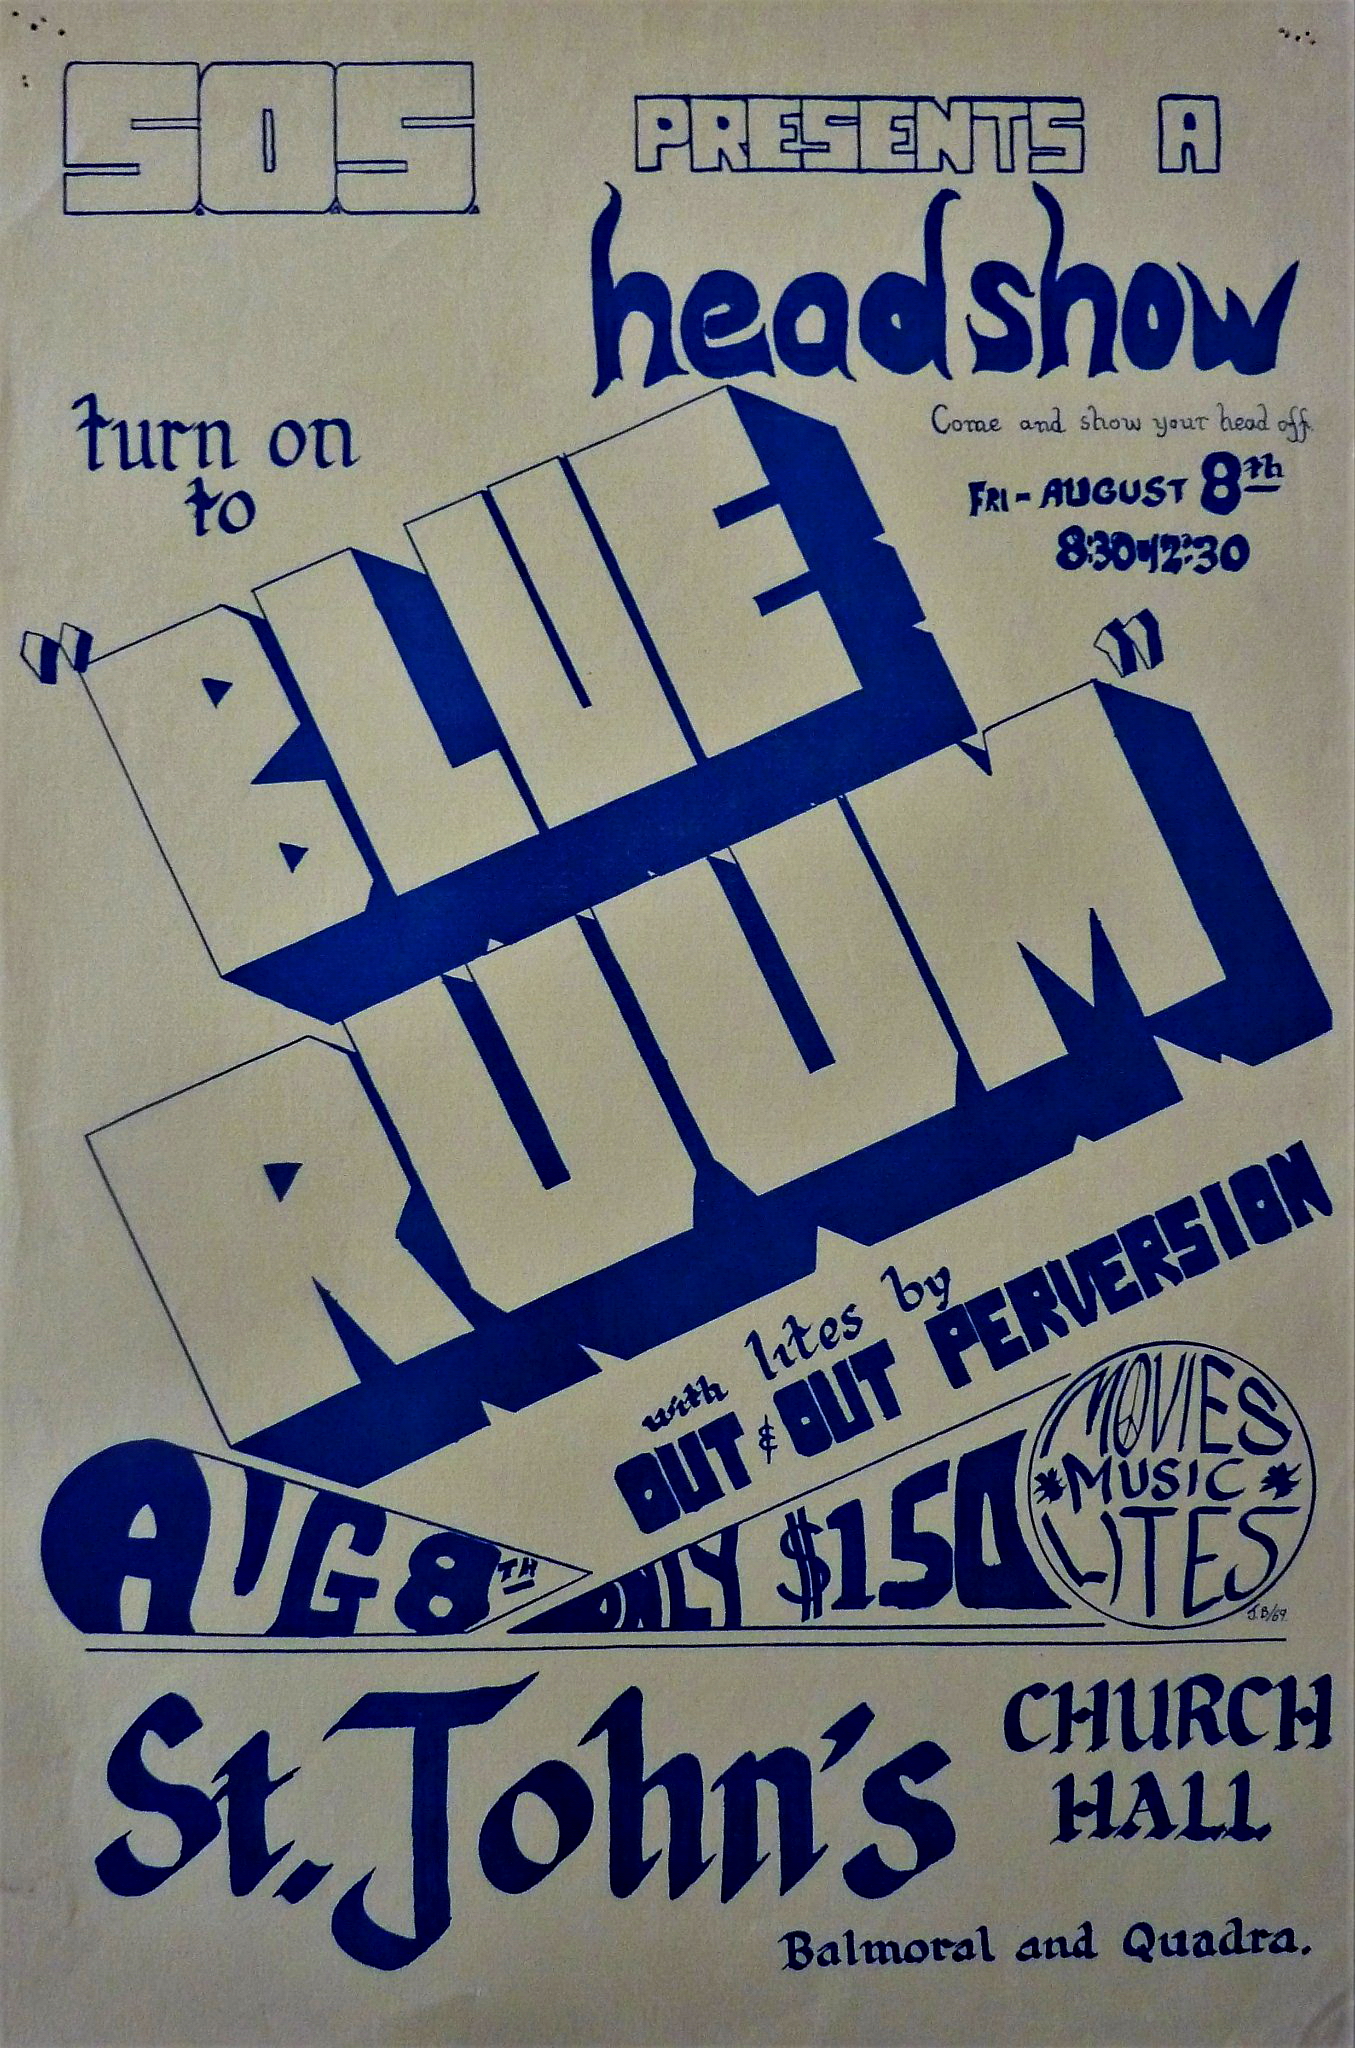 S.O.S.
PRESENTS A
headshow
Come and show your head off.
FRI - AUGUST 8th
8:30 12:30
turn on
to
"BLUE
RUUM"
with lites by
OUT & OUT PERVERSION
AUG 8TH
ONLY $1.50
MOVIES
* MUSIC *
LITES
J.B/69.
St. John's
CHURCH
HALL
Balmoral and Quadra.